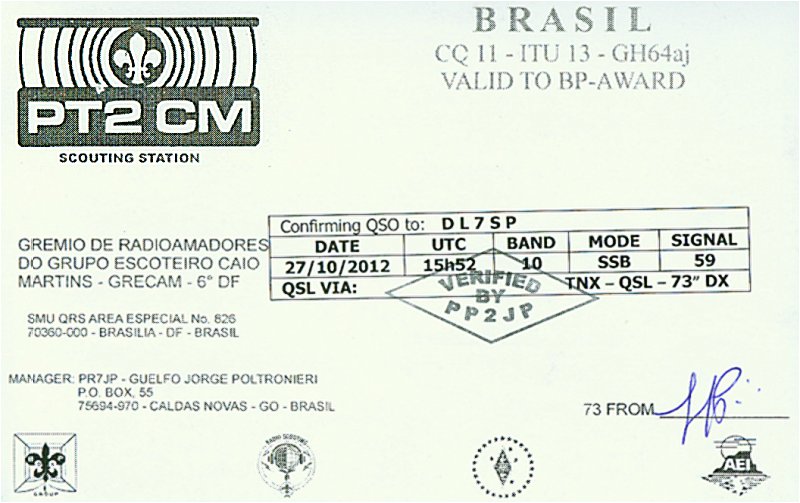 BRASIL
CQ 11 - ITU 13 - GH64aj
VALID TO BP-AWARD
PT2 CM
SCOUTING STATION
Confirming QSO to: DL7SP
DATE UTC BAND MODE SIGNAL
27/10/2012 15h52 10 SSB 59
QSL VIA: TNX – QSL – 73" DX
VERIFIED
BY
PP2JP
GREMIO DE RADIOAMADORES
DO GRUPO ESCOTEIRO CAIO
MARTINS - GRECAM - 6° DF
SMU QRS AREA ESPECIAL No. 826
70360-000 - BRASILIA - DF - BRASIL
MANAGER: PR7JP - GUELFO JORGE POLTRONIERI
P.O. BOX, 55
75694-970 - CALDAS NOVAS - GO - BRASIL
73 FROM
GROUP
RADIO SCOUTING
AEI